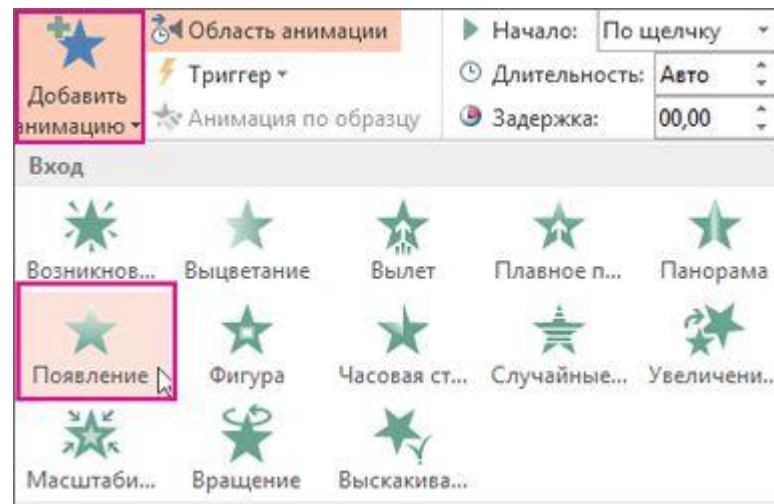 Добавить анимацию
Область анимации
Триггер
Анимация по образцу
Начало: По щелчку
Длительность: Авто
Задержка: 00,00
Вход
Возникнов... Выцветание Вылет Плавное п... Панорама
Появление Фигура Часовая ст... Случайные... Увеличени...
Масштаби... Вращение Выскакива...